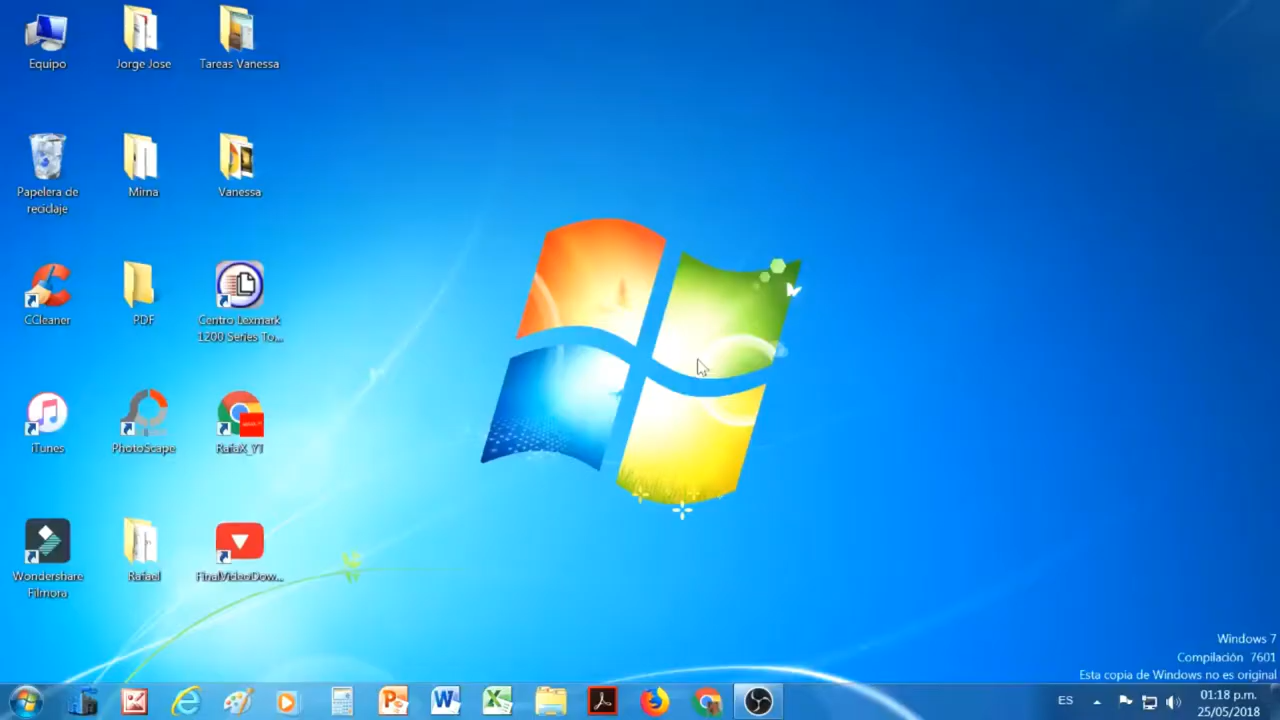 Equipo
Jorge Jose
Tareas Vanessa
Papelera de
reciclaje
Mirna
Vanessa
CCleaner
PDF
Centro Lexmark
1200 Series To...
iTunes
PhotoScape
RafaX_YT
Wondershare
Filmora
Rafael
FinalVideoDow...
Windows 7
Compilación 7601
Esta copia de Windows no es original
ES
01:18 p.m.
25/05/2018